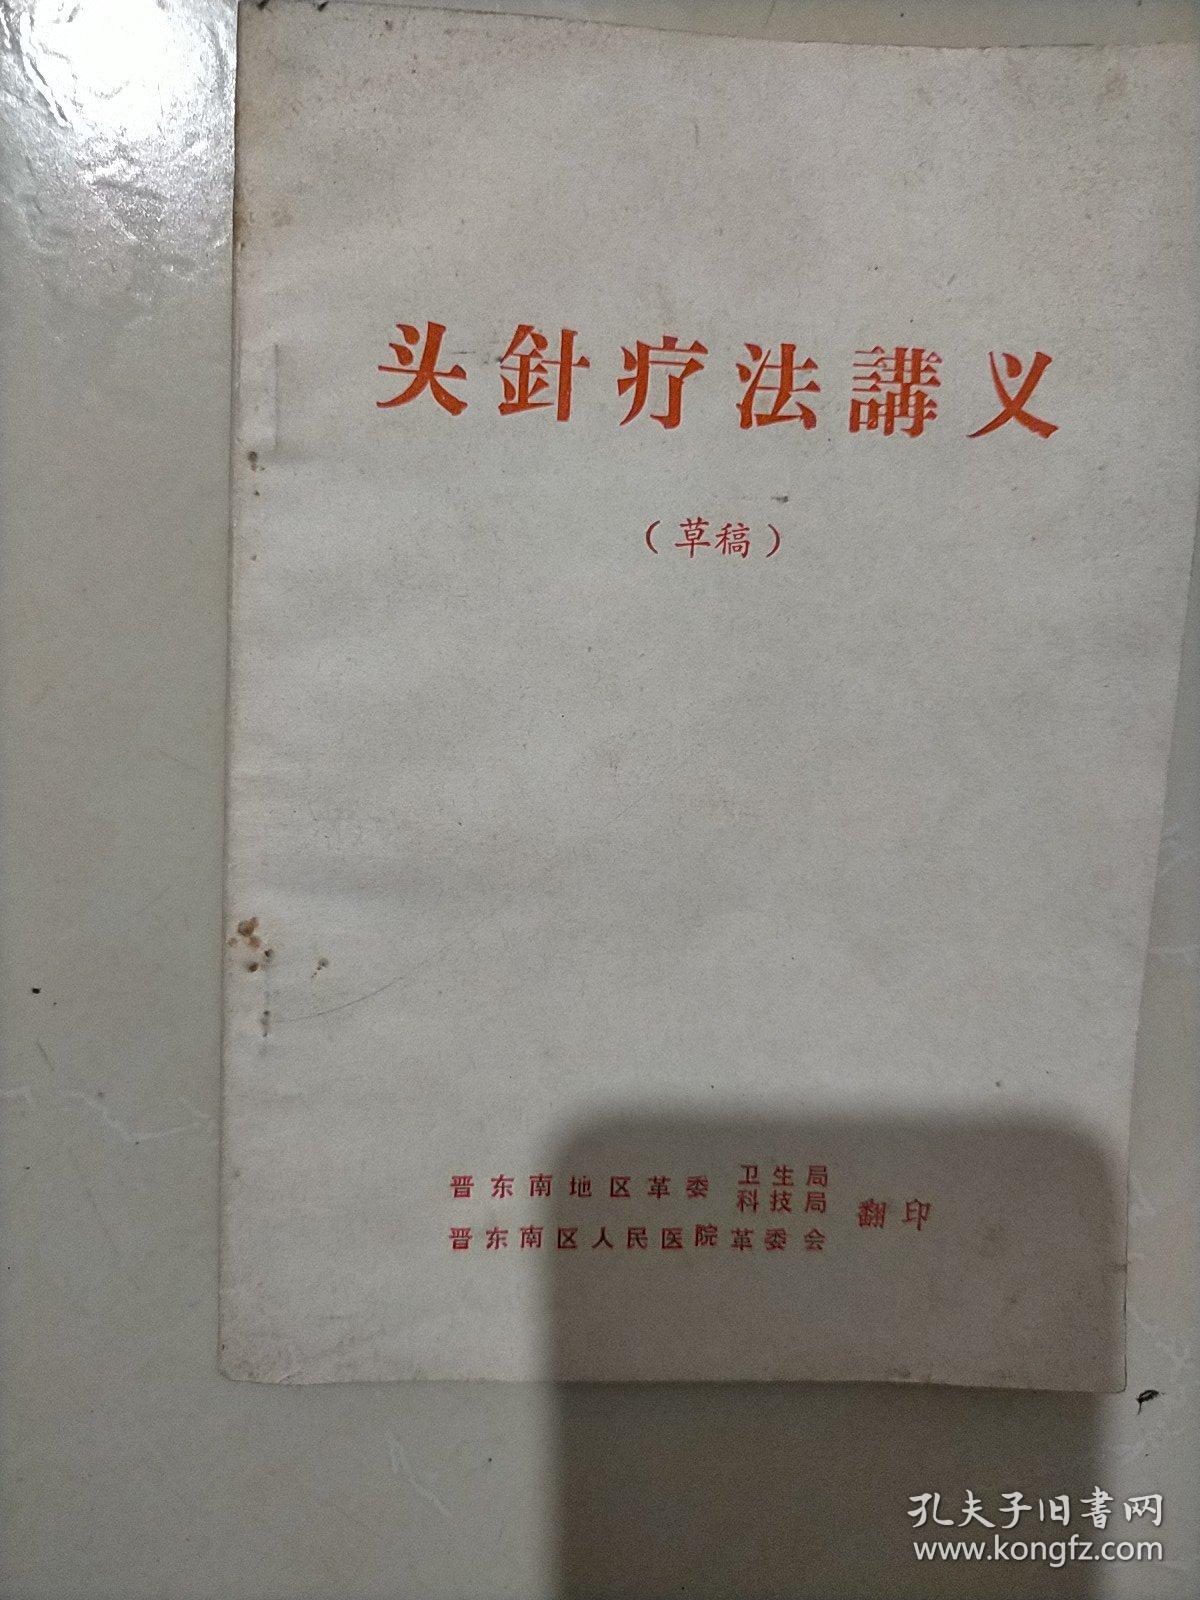 头針疗法講义
（草稿）
晋东南地区革委 卫生局
科技局
晋东南区人民医院革委会 翻印
孔夫子旧書网
www.kongfz.com